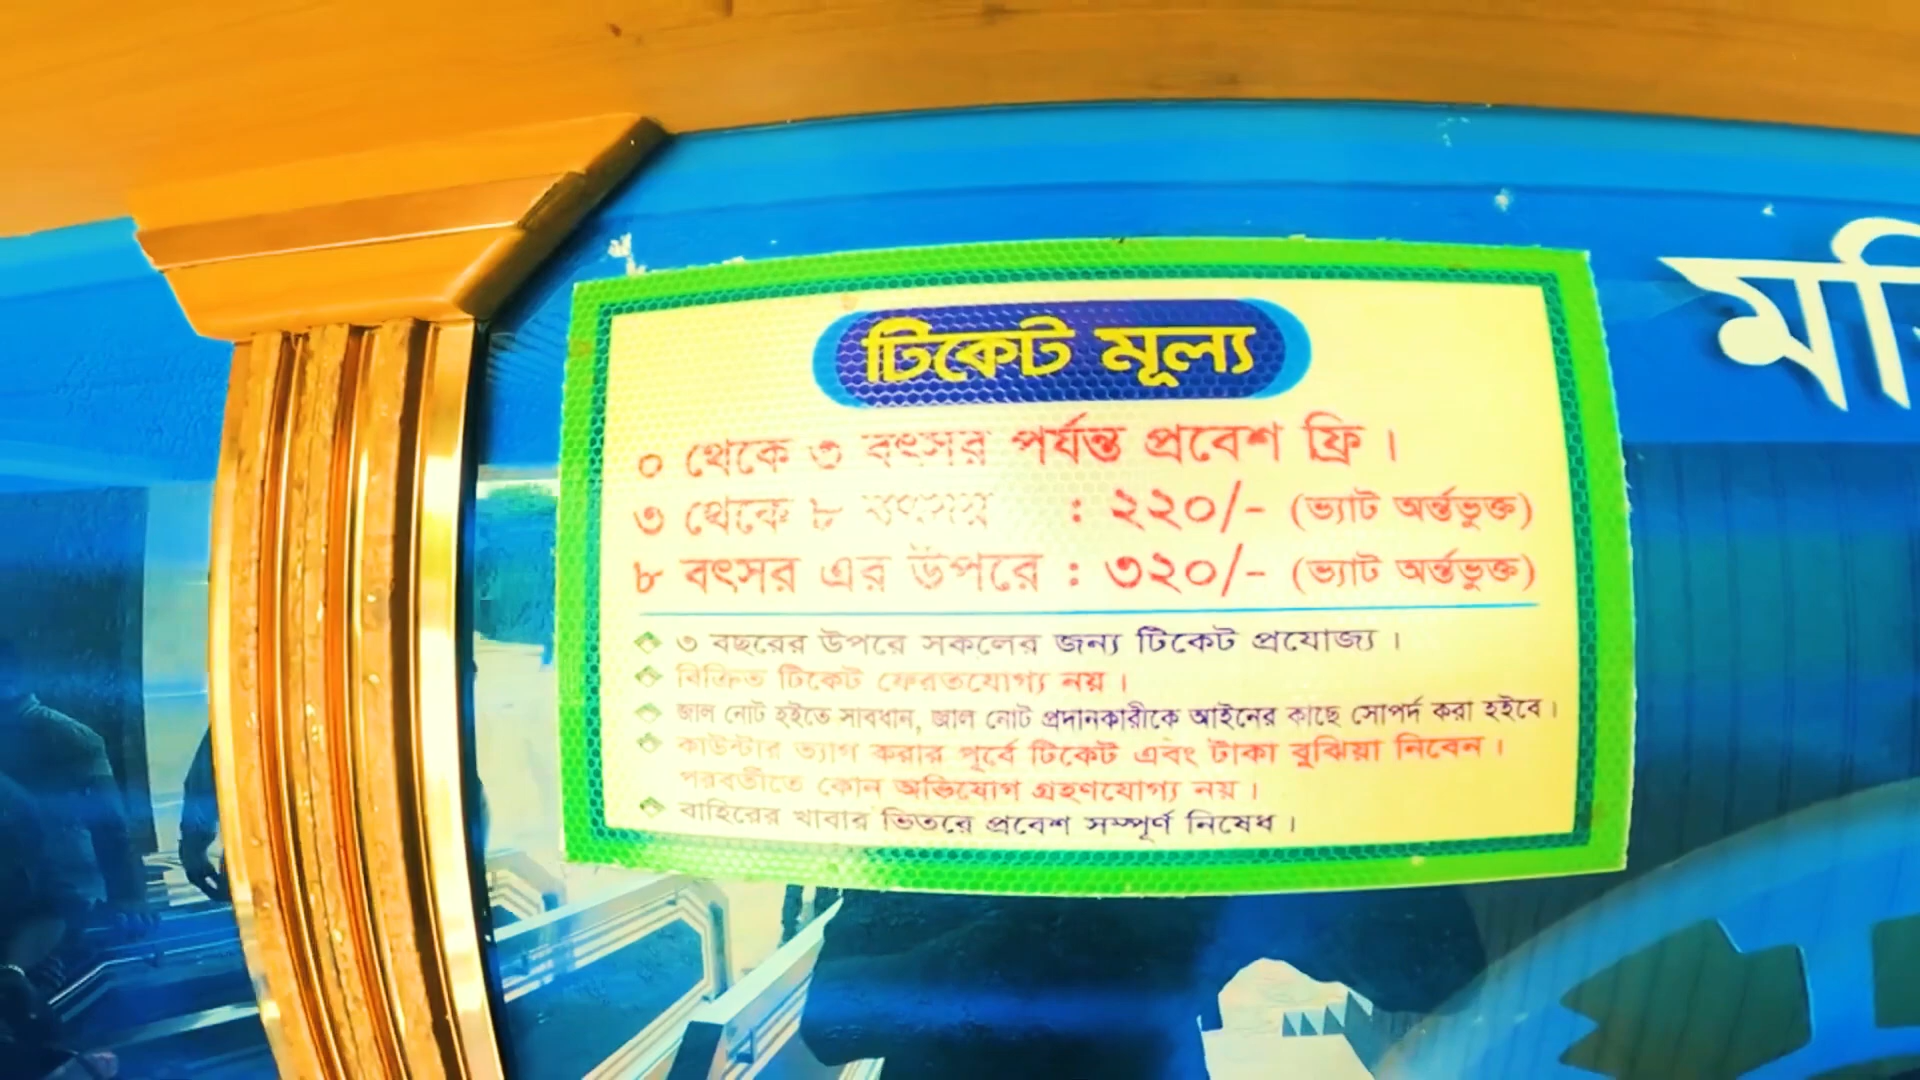 টিকেট মূল্য
০ থেকে ৩ বৎসর পর্যন্ত প্রবেশ ফ্রি।
৩ থেকে ৮ বৎসর : ২২০/- (ভ্যাট অর্ন্তভুক্ত)
৮ বৎসর এর উপরে : ৩২০/- (ভ্যাট অর্ন্তভুক্ত)
৩ বছরের উপরে সকলের জন্য টিকেট প্রযোজ্য।
বিক্রিত টিকেট ফেরতযোগ্য নয়।
জাল নোট হইতে সাবধান, জাল নোট প্রদানকারীকে আইনের কাছে সোপর্দ করা হইবে।
কাউন্টার ত্যাগ করার পূর্বে টিকেট এবং টাকা বুঝিয়া নিবেন।
পরবর্তীতে কোন অভিযোগ গ্রহণযোগ্য নয়।
বাহিরের খাবার ভিতরে প্রবেশ সম্পূর্ণ নিষেধ।